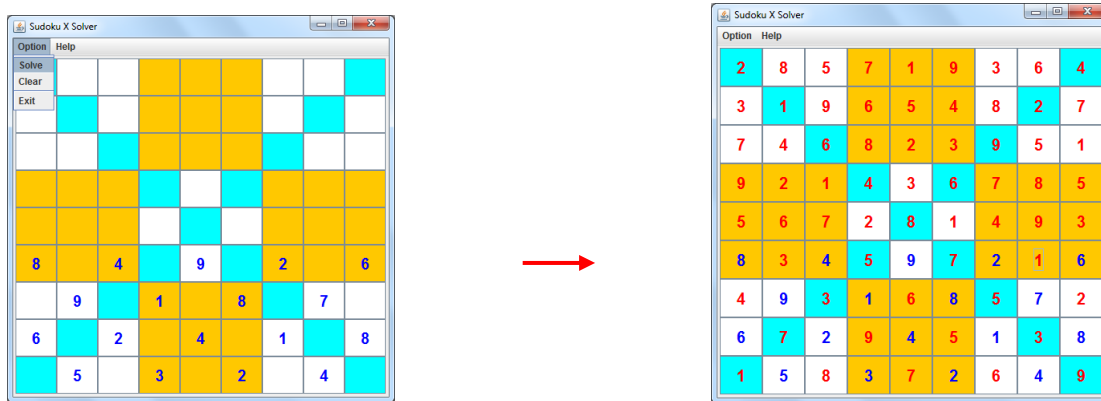 Sudoku X Solver
Option Help
Solve
Clear
Exit
8 4 9 2 6
9 1 8 7
6 2 4 1 8
5 3 2 4
Sudoku X Solver
Option Help
2 8 5 7 1 9 3 6 4
3 1 9 6 5 4 8 2 7
7 4 6 8 2 3 9 5 1
9 2 1 4 3 6 7 8 5
5 6 7 2 8 1 4 9 3
8 3 4 5 9 7 2 1 6
4 9 3 1 6 8 5 7 2
6 7 2 9 4 5 1 3 8
1 5 8 3 7 2 6 4 9